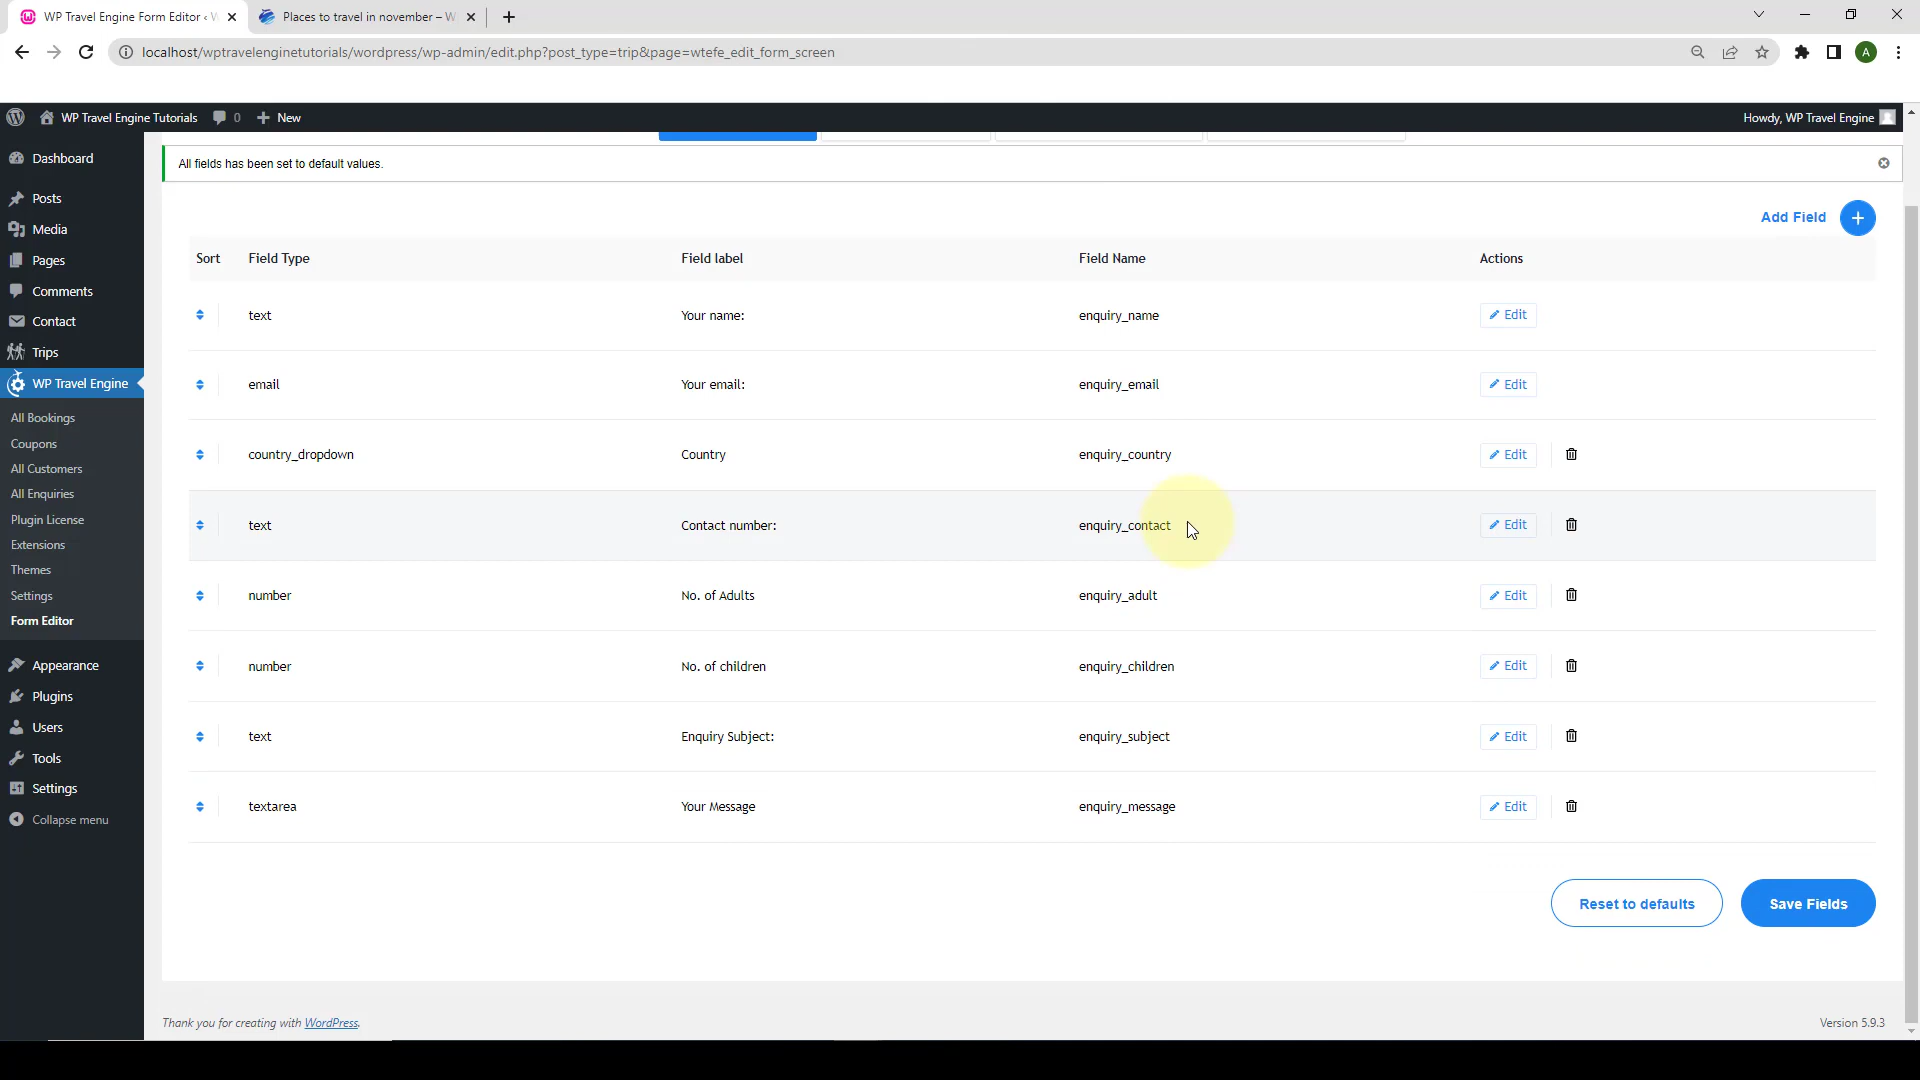 WP Travel Engine Form Editor ‹ W
Places to travel in november – W
localhost/wptravelenginetutorials/wordpress/wp-admin/edit.php?post_type=trip&page=wtefe_edit_form_screen
A
WP Travel Engine Tutorials 0 New
Howdy, WP Travel Engine
Dashboard
Posts
Media
Pages
Comments
Contact
Trips
WP Travel Engine
All Bookings
Coupons
All Customers
All Enquiries
Plugin License
Extensions
Themes
Settings
Form Editor
Appearance
Plugins
Users
Tools
Settings
Collapse menu
All fields has been set to default values.
Add Field
Sort Field Type Field label Field Name Actions
text Your name: enquiry_name Edit
email Your email: enquiry_email Edit
country_dropdown Country enquiry_country Edit
text Contact number: enquiry_contact Edit
number No. of Adults enquiry_adult Edit
number No. of children enquiry_children Edit
text Enquiry Subject: enquiry_subject Edit
textarea Your Message enquiry_message Edit
Reset to defaults Save Fields
Thank you for creating with WordPress.
Version 5.9.3